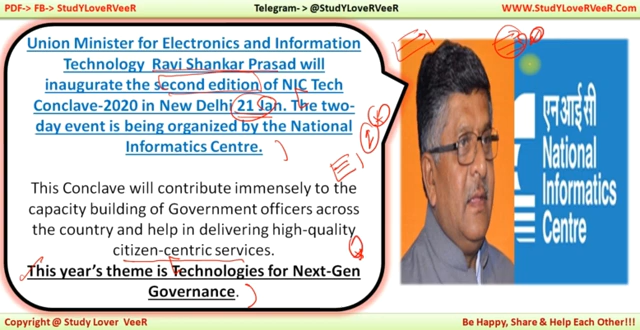 PDF-> FB-> StudYLoverVeeR
Telegram-> @StudYLoveRVeeR
WWW.StudyLoverVeer.Com
Union Minister for Electronics and Information
Technology Ravi Shankar Prasad will
inaugurate the second edition of NIC Tech
Conclave-2020 in New Delhi 21 Jan. The two-
day event is being organized by the National
Informatics Centre.
This Conclave will contribute immensely to the
capacity building of Government officers across
the country and help in delivering high-quality
citizen-centric services.
This year's theme is Technologies for Next-Gen
Governance.
एनआईसी
National
Informatics
Centre
Copyright @ Study Lover VeeR
Be Happy, Share & Help Each Other!!!